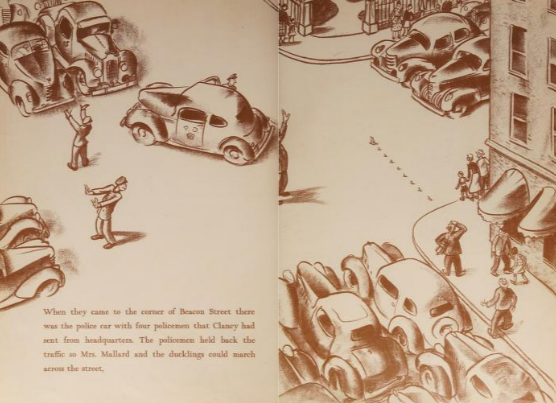 When they came to the corner of Beacon Street there
was the police car with four policemen that Clancy had
sent from headquarters. The policemen held back the
traffic so Mrs. Mallard and the ducklings could march
across the street,